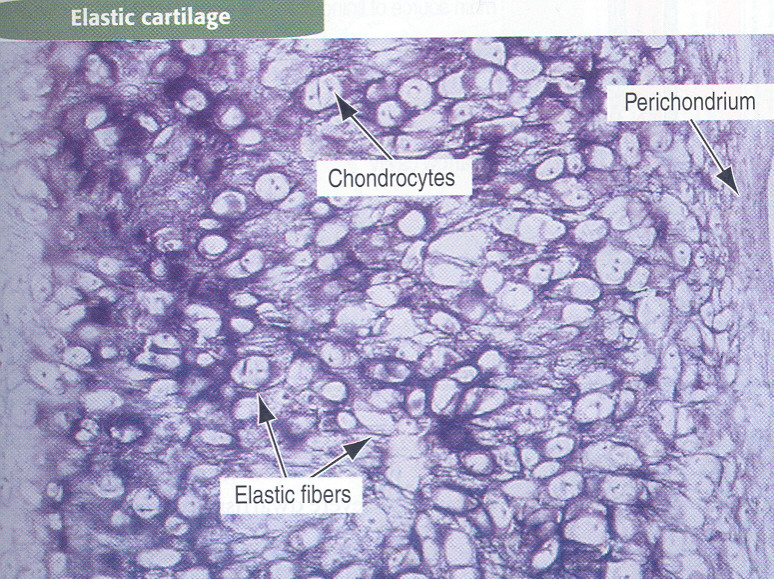 Elastic cartilage
Perichondrium
Chondrocytes
Elastic fibers